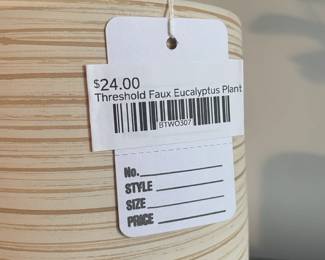 $24.00
Threshold Faux Eucalyptus Plant
BTWO307
No.
STYLE
SIZE
PRICE